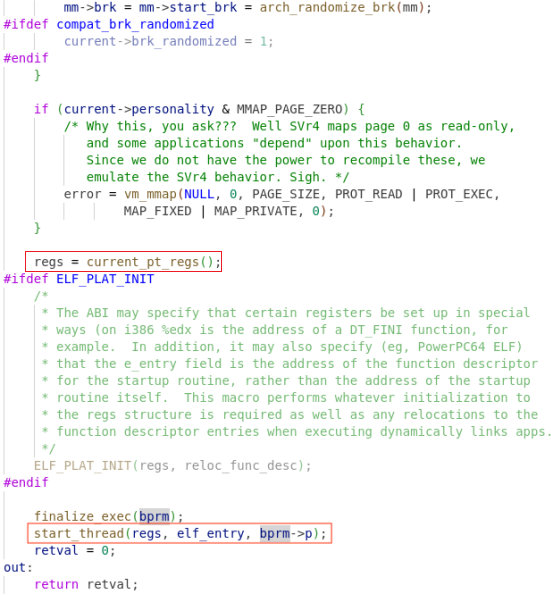 mm->brk = mm->start_brk = arch_randomize_brk(mm);
#ifdef compat_brk_randomized
current->brk_randomized = 1;
#endif
}
if (current->personality & MMAP_PAGE_ZERO) {
/* Why this, you ask???  Well SVr4 maps page 0 as read-only,
and some applications "depend" upon this behavior.
Since we do not have the power to recompile these, we
emulate the SVr4 behavior. Sigh. */
error = vm_mmap(NULL, 0, PAGE_SIZE, PROT_READ | PROT_EXEC,
MAP_FIXED | MAP_PRIVATE, 0);
}
regs = current_pt_regs();
#ifdef ELF_PLAT_INIT
/*
* The ABI may specify that certain registers be set up in special
* ways (on i386 %edx is the address of a DT_FINI function, for
* example.  In addition, it may also specify (eg, PowerPC64 ELF)
* that the e_entry field is the address of the function descriptor
* for the startup routine, rather than the address of the startup
* routine itself.  This macro performs whatever initialization to
* the regs structure is required as well as any relocations to the
* function descriptor entries when executing dynamically links apps.
*/
ELF_PLAT_INIT(regs, reloc_func_desc);
#endif
finalize_exec(bprm);
start_thread(regs, elf_entry, bprm->p);
retval = 0;
out:
return retval;